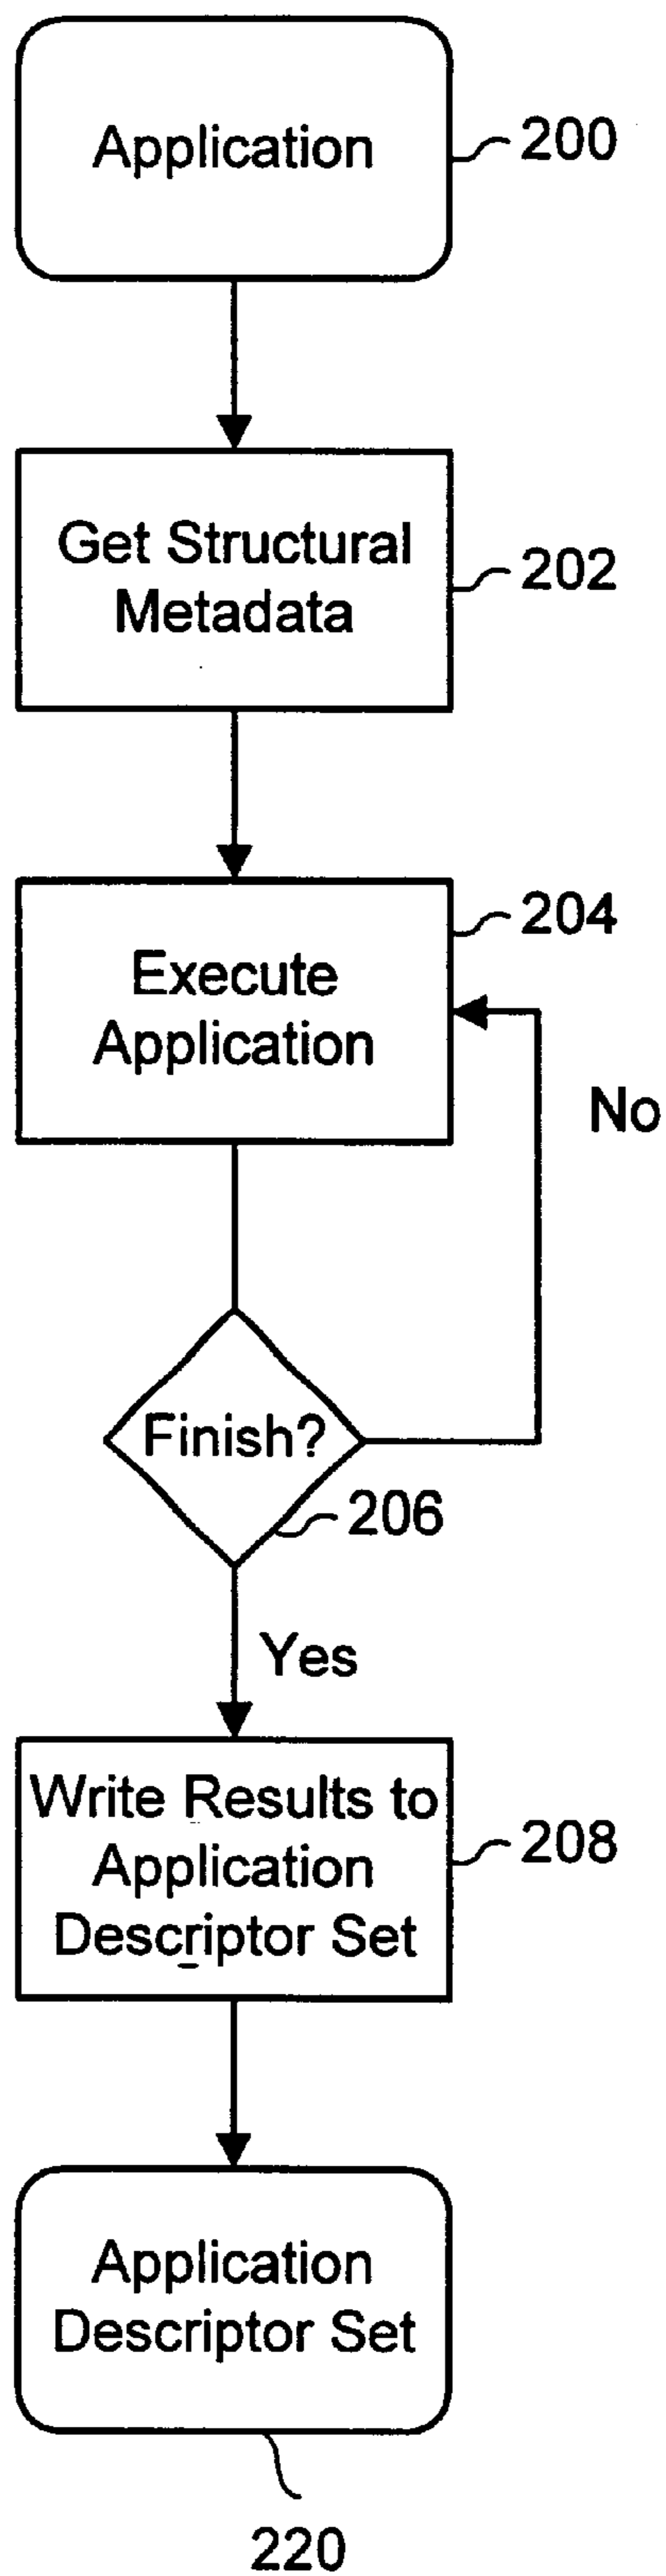 Application
200
Get Structural
Metadata
202
Execute
Application
204
No
Finish?
206
Yes
Write Results to
Application
Descriptor Set
208
Application
Descriptor Set
220